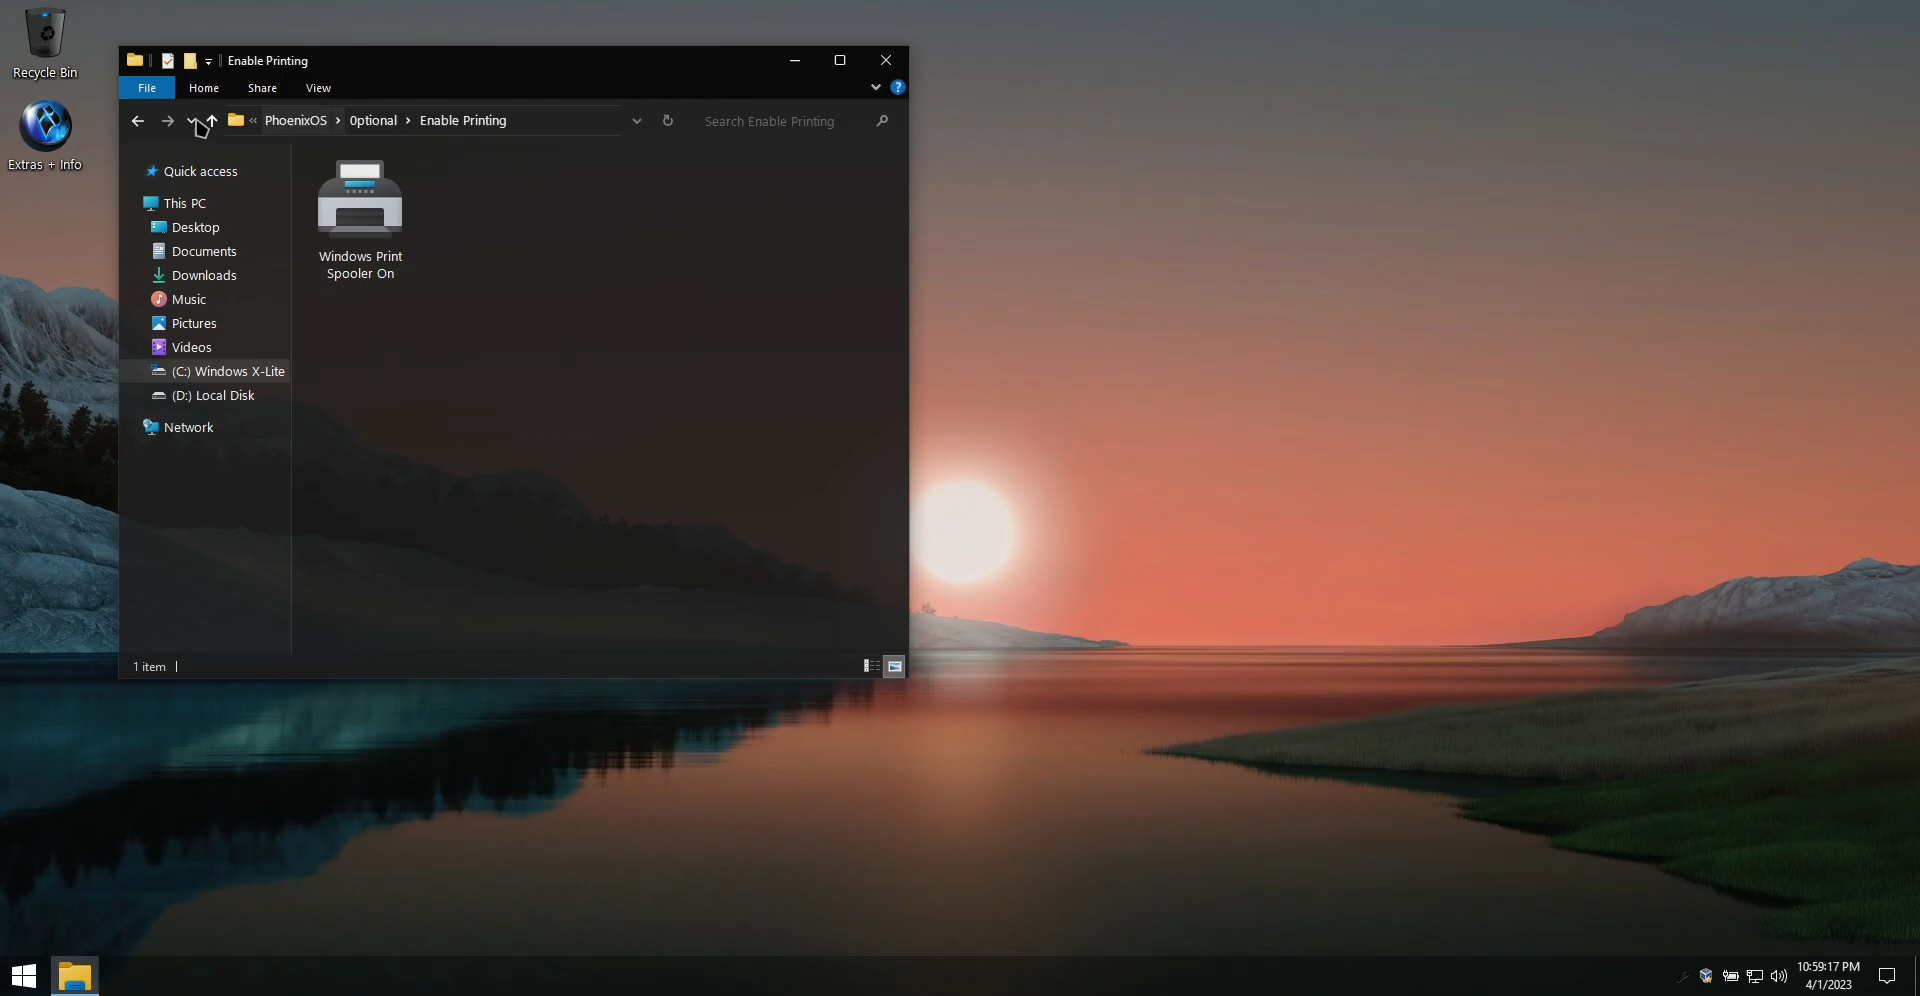 Recycle Bin
Extras + Info
Enable Printing
File
Home
Share
View
?
« PhoenixOS › 0ptional › Enable Printing
Search Enable Printing
Quick access
This PC
Desktop
Documents
Downloads
Music
Pictures
Videos
(C:) Windows X-Lite
(D:) Local Disk
Network
Windows Print
Spooler On
1 item
10:59:17 PM
4/1/2023